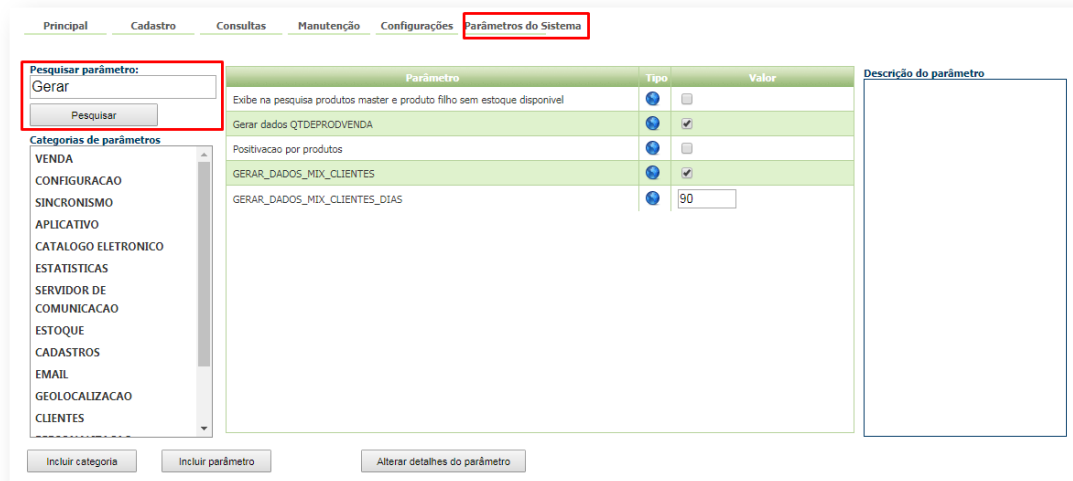 Principal Cadastro Consultas Manutenção Configurações Parâmetros do Sistema
Pesquisar parâmetro:
Gerar
Pesquisar
Categorias de parâmetros
VENDA
CONFIGURACAO
SINCRONISMO
APLICATIVO
CATALOGO ELETRONICO
ESTATISTICAS
SERVIDOR DE
COMUNICACAO
ESTOQUE
CADASTROS
EMAIL
GEOLOCALIZACAO
CLIENTES
Parâmetro Tipo Valor
Exibe na pesquisa produtos master e produto filho sem estoque disponivel
Gerar dados QTDEPRODVENDA
Positivacao por produtos
GERAR_DADOS_MIX_CLIENTES
GERAR_DADOS_MIX_CLIENTES_DIAS 90
Descrição do parâmetro
Incluir categoria Incluir parâmetro Alterar detalhes do parâmetro